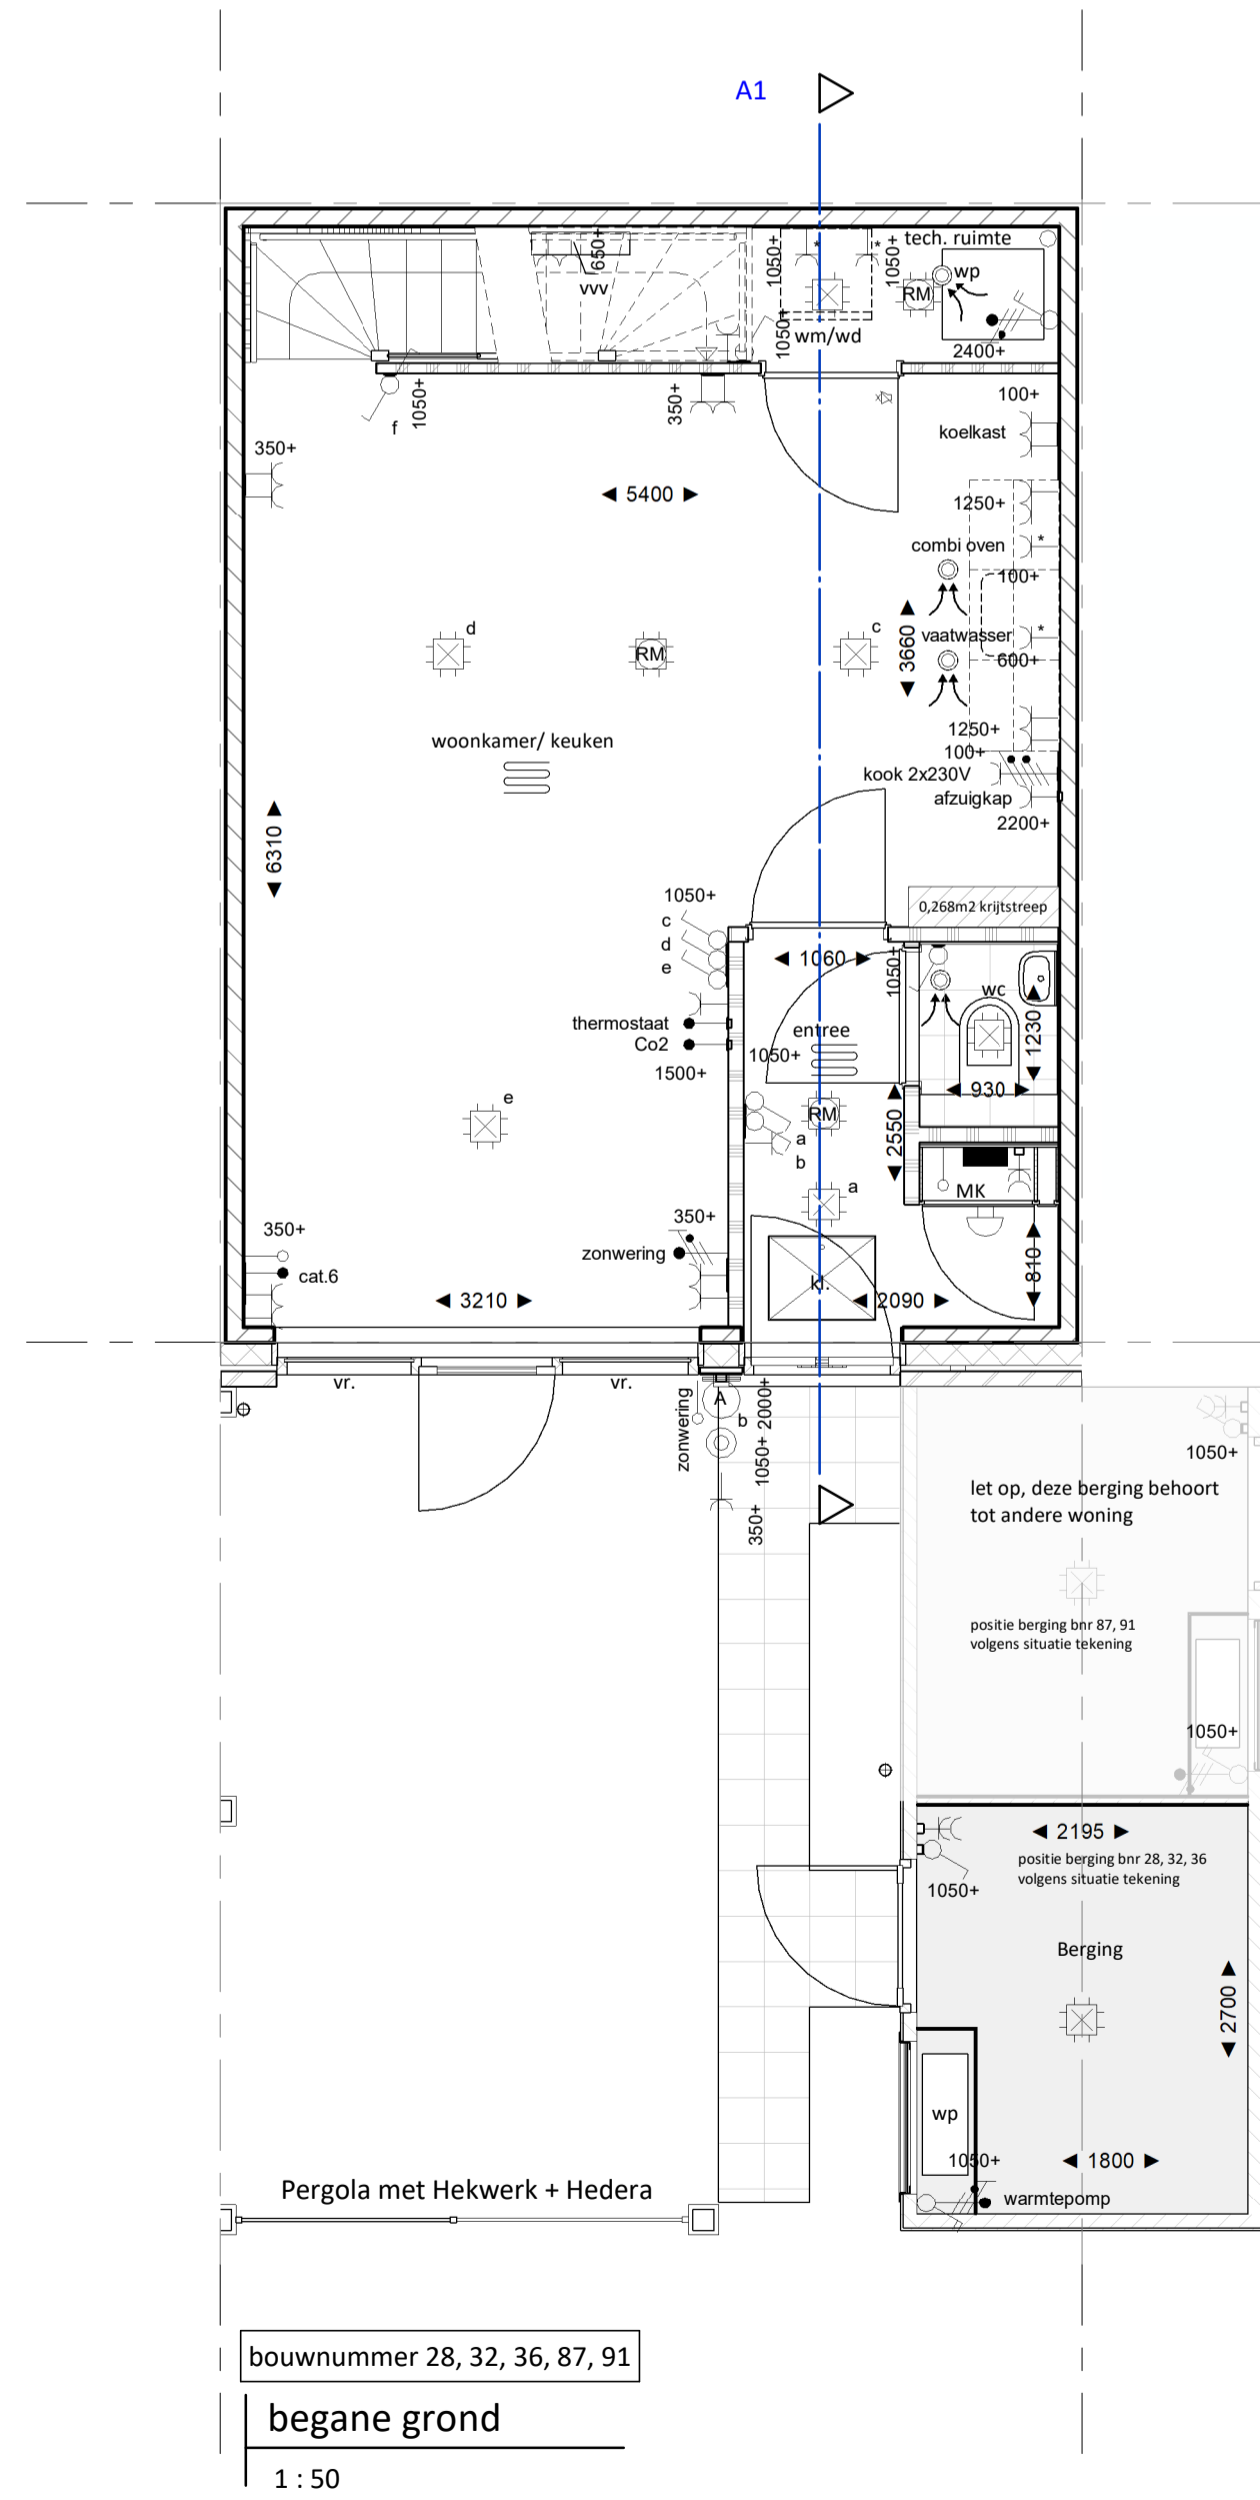 A1
tech. ruimte
650+
vvv
1050+
*
*
1050+
RM
wp
1050+
wm/wd
2400+
f
1050+
350+
100+
koelkast
350+
5400
1250+
combi oven
*
100+
d
RM
c
3660
vaatwasser
*
600+
woonkamer/ keuken
1250+
100+
kook 2x230V
afzuigkap
2200+
6310
1050+
c
d
e
0,268m2 krijtstreep
1060
1050+
wc
1230
thermostaat
Co2
1500+
entree
1050+
930
e
RM
2550
a
b
a
MK
350+
cat.6
350+
zonwering
kl.
810
3210
2090
vr.
vr.
zonwering
A
b
1050+ 2000+
350+
1050+
let op, deze berging behoort
tot andere woning
positie berging bnr 87, 91
volgens situatie tekening
1050+
2195
positie berging bnr 28, 32, 36
volgens situatie tekening
1050+
Berging
2700
wp
1050+
1800
warmtepomp
Pergola met Hekwerk + Hedera
bouwnummer 28, 32, 36, 87, 91
begane grond
1 : 50